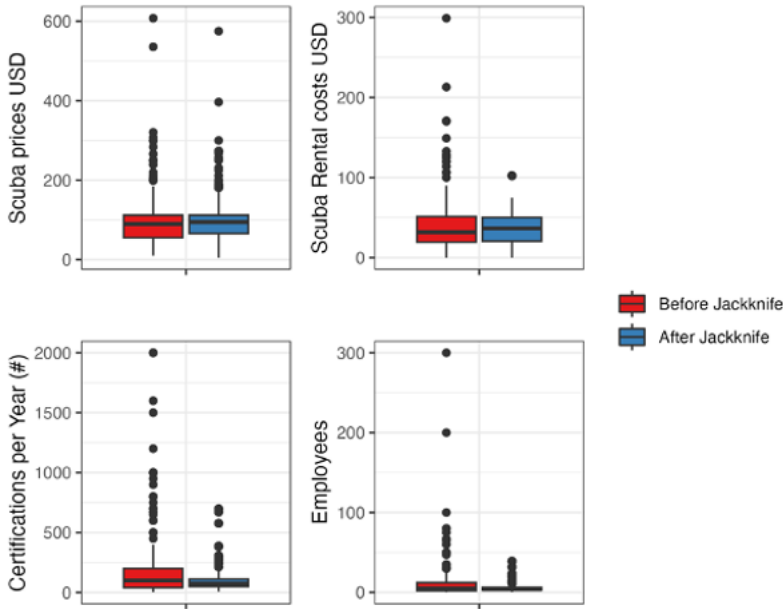 Scuba prices USD
600
400
200
0
Scuba Rental costs USD
300
200
100
0
Before Jackknife
After Jackknife
Certifications per Year (#)
2000
1500
1000
500
0
Employees
300
200
100
0